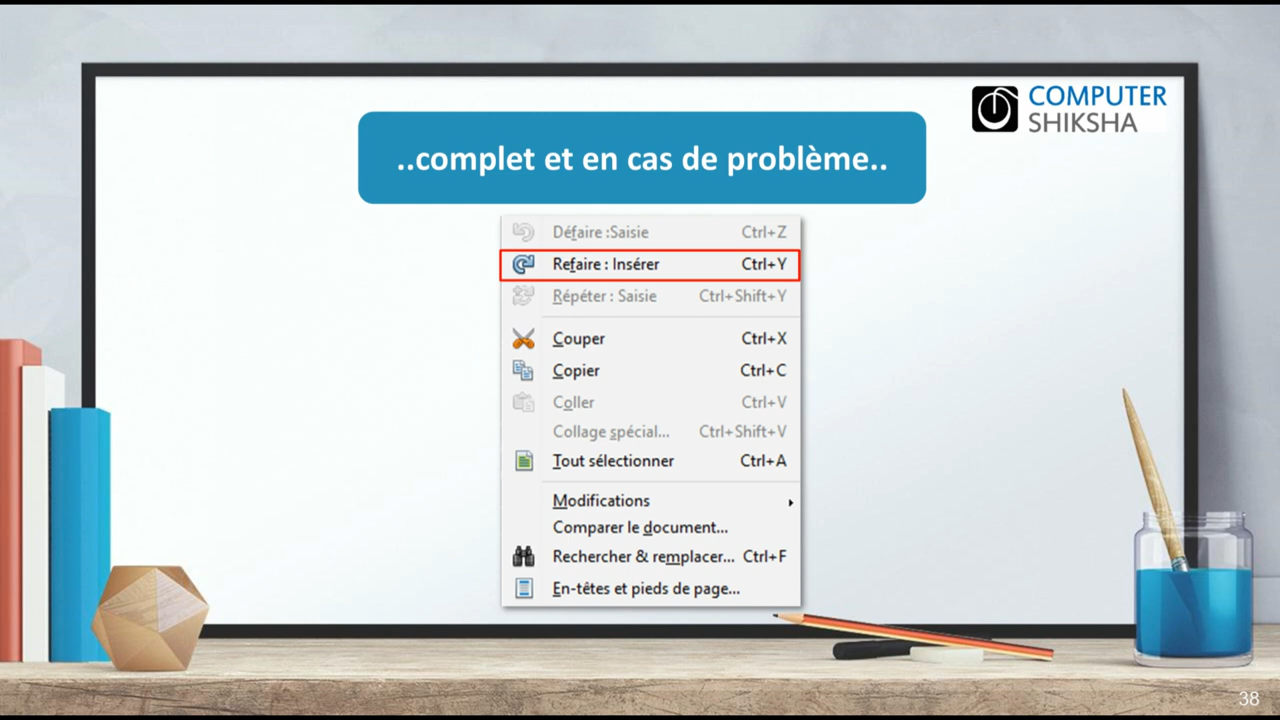 COMPUTER
SHIKSHA
..complet et en cas de problème..
Défaire :Saisie Ctrl+Z
Refaire : Insérer Ctrl+Y
Répéter : Saisie Ctrl+Shift+Y
Couper Ctrl+X
Copier Ctrl+C
Coller Ctrl+V
Collage spécial... Ctrl+Shift+V
Tout sélectionner Ctrl+A
Modifications
Comparer le document...
Rechercher & remplacer... Ctrl+F
En-têtes et pieds de page...
38